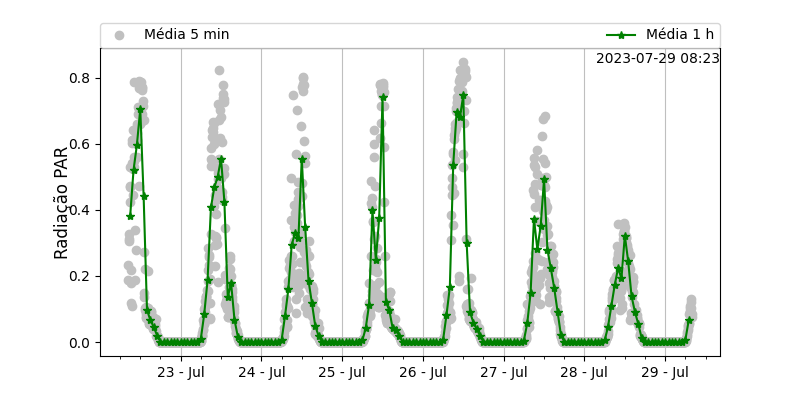 Média 5 min
Média 1 h
2023-07-29 08:23
Radiação PAR
0.8
0.6
0.4
0.2
0.0
23 - Jul
24 - Jul
25 - Jul
26 - Jul
27 - Jul
28 - Jul
29 - Jul